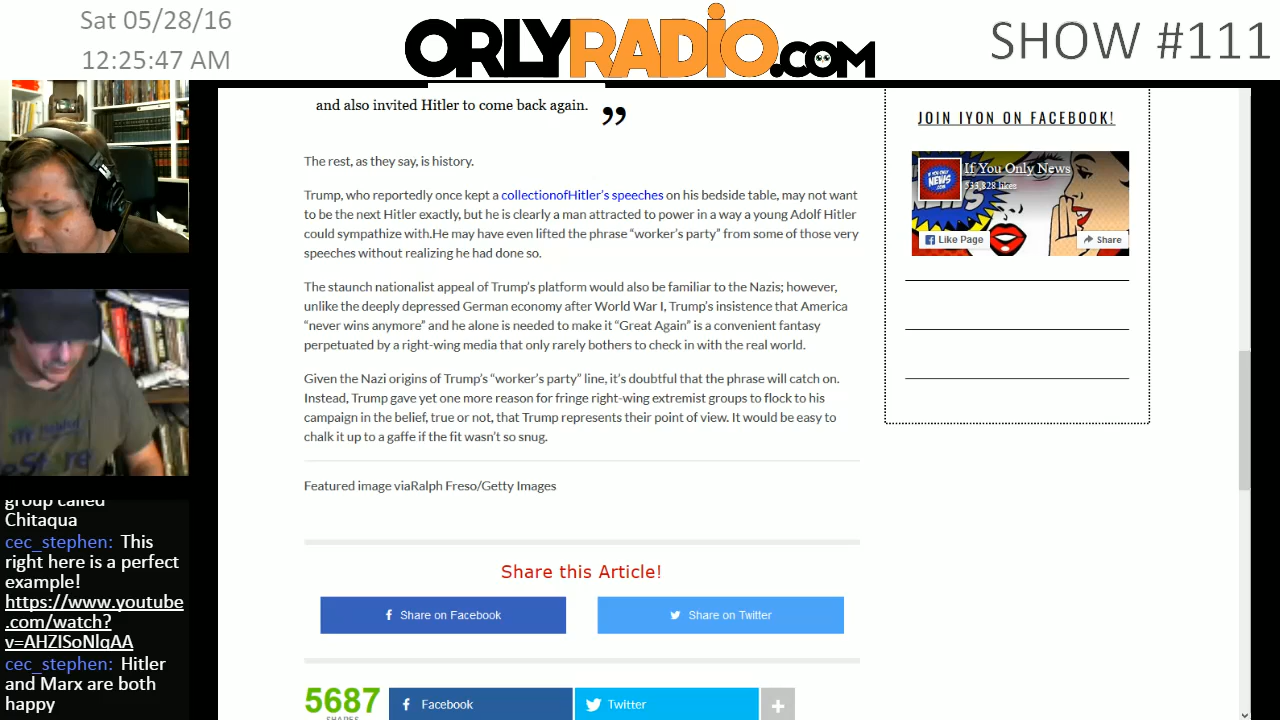 Sat 05/28/16
12:25:47 AM
ORLYRADIO.COM
SHOW #111
and also invited Hitler to come back again.
”
The rest, as they say, is history.
Trump, who reportedly once kept a collectionofHitler’s speeches on his bedside table, may not want
to be the next Hitler exactly, but he is clearly a man attracted to power in a way a young Adolf Hitler
could sympathize with.He may have even lifted the phrase “worker’s party” from some of those very
speeches without realizing he had done so.
The staunch nationalist appeal of Trump’s platform would also be familiar to the Nazis; however,
unlike the deeply depressed German economy after World War I, Trump’s insistence that America
“never wins anymore” and he alone is needed to make it “Great Again” is a convenient fantasy
perpetuated by a right-wing media that only rarely bothers to check in with the real world.
Given the Nazi origins of Trump’s “worker’s party” line, it’s doubtful that the phrase will catch on.
Instead, Trump gave yet one more reason for fringe right-wing extremist groups to flock to his
campaign in the belief, true or not, that Trump represents their point of view. It would be easy to
chalk it up to a gaffe if the fit wasn’t so snug.
Featured image viaRalph Freso/Getty Images
Share this Article!
Share on Facebook
Share on Twitter
5687
SHARES
Facebook
Twitter
+
JOIN IYON ON FACEBOOK!
IF YOU ONLY
NEWS
If You Only News
Like Page
Share
group called
Chitaqua
cec_stephen: This
right here is a perfect
example!
https://www.youtube
.com/watch?
v=AHZISoNlqAA
cec_stephen: Hitler
and Marx are both
happy